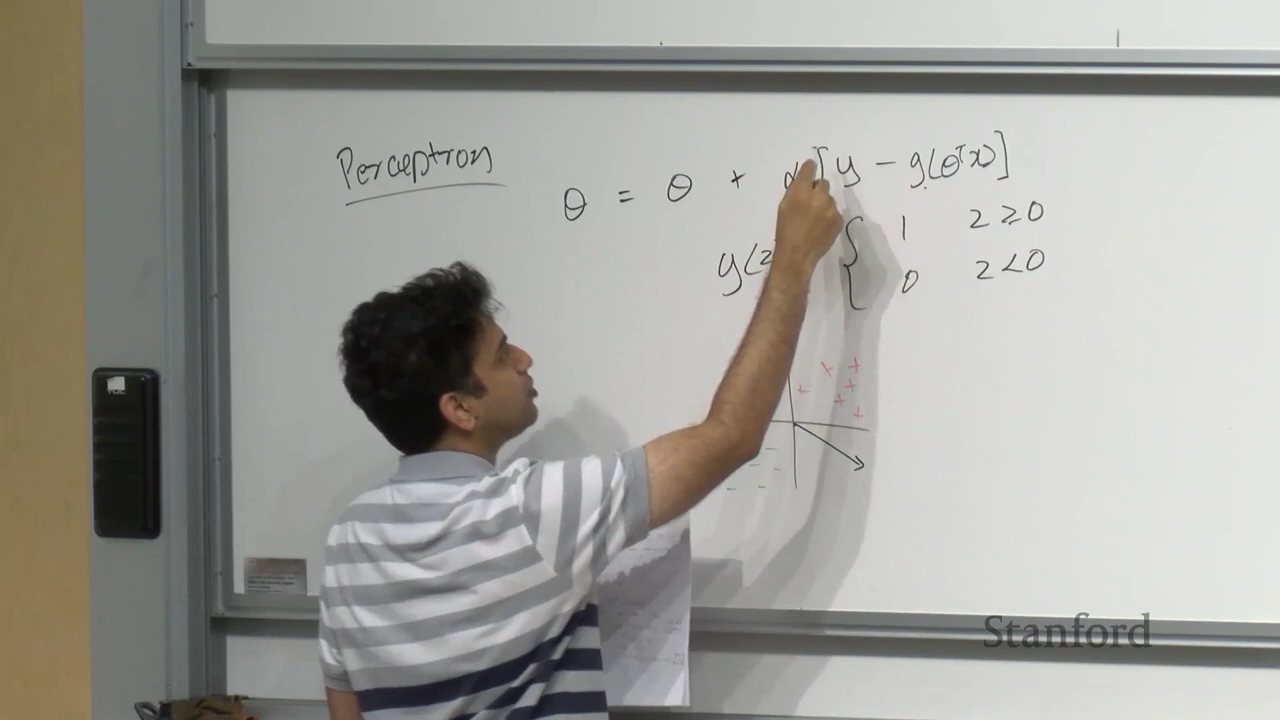 Perceptron
θ = θ + α [ y − g(θᵀx)]
g(z { 1 z ≥ 0
0 z < 0
Stanford